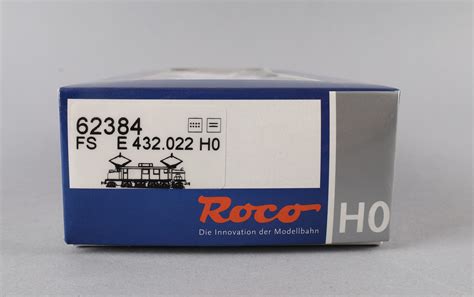 62384
FS E 432.022 H0
Roco
Die Innovation der Modellbahn
H0